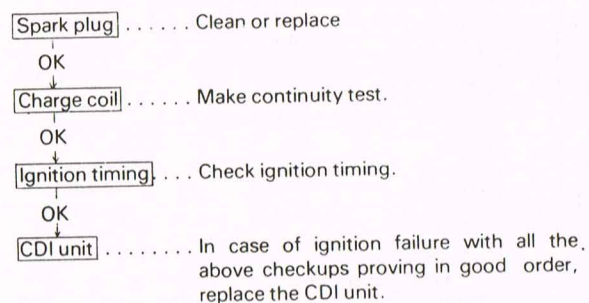 Spark plug ...... Clean or replace
OK
Charge coil ...... Make continuity test.
OK
Ignition timing .... Check ignition timing.
OK
CDI unit ......... In case of ignition failure with all the
above checkups proving in good order,
replace the CDI unit.